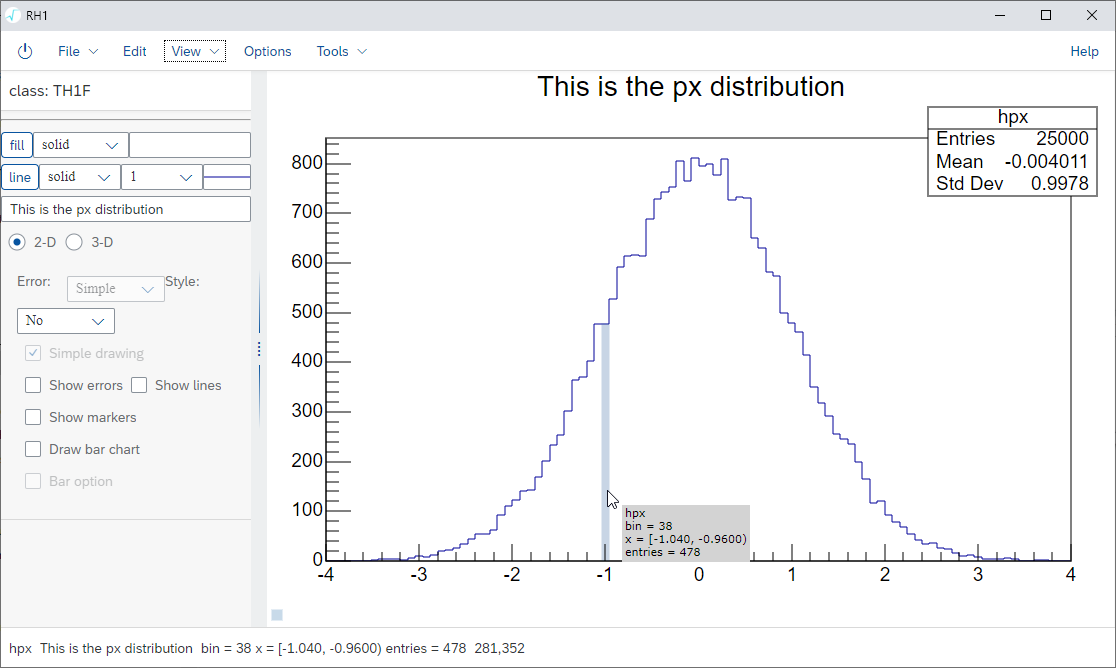 RH1
File Edit View Options Tools Help
class: TH1F
fill solid
line solid 1
This is the px distribution
2-D 3-D
Error: Simple Style:
No
Simple drawing
Show errors Show lines
Show markers
Draw bar chart
Bar option
This is the px distribution
hpx
Entries 25000
Mean -0.004011
Std Dev 0.9978
800
700
600
500
400
300
200
100
0
-4 -3 -2 -1 0 1 2 3 4
hpx
bin = 38
x = [-1.040, -0.9600)
entries = 478
hpx This is the px distribution bin = 38 x = [-1.040, -0.9600) entries = 478 281,352